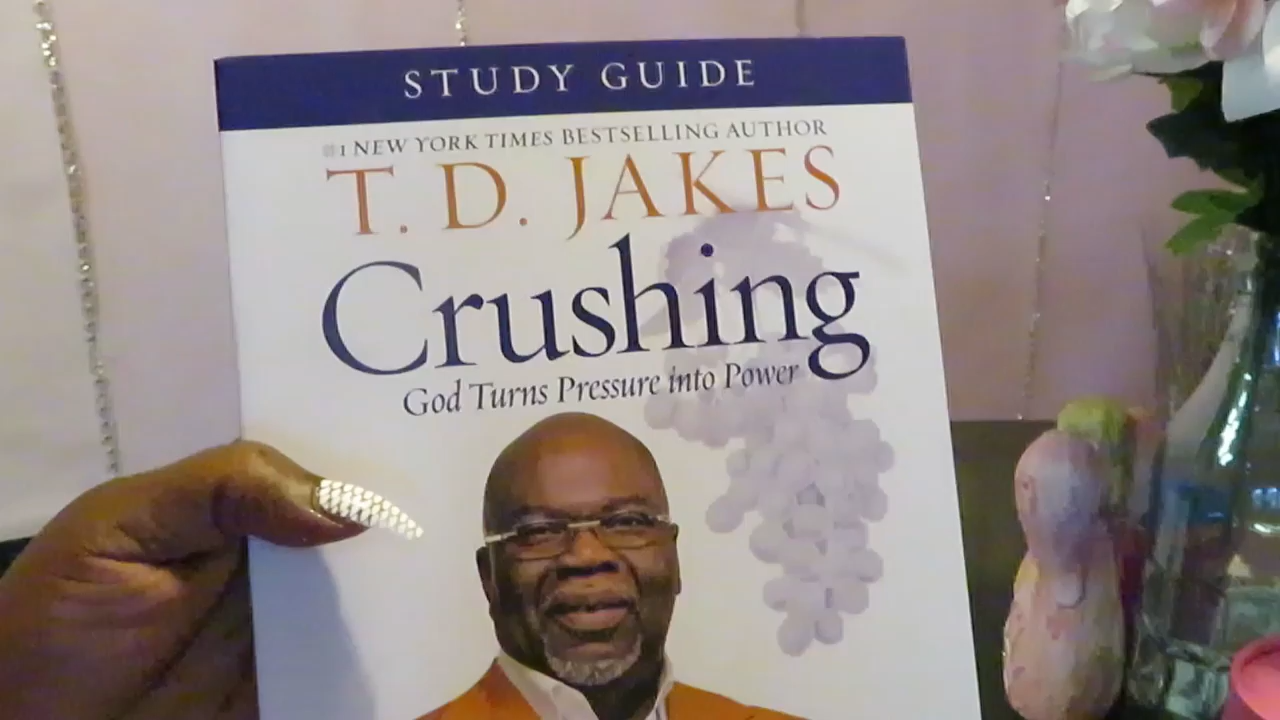 STUDY GUIDE
#1 NEW YORK TIMES BESTSELLING AUTHOR
T. D. JAKES
Crushing
God Turns Pressure into Power